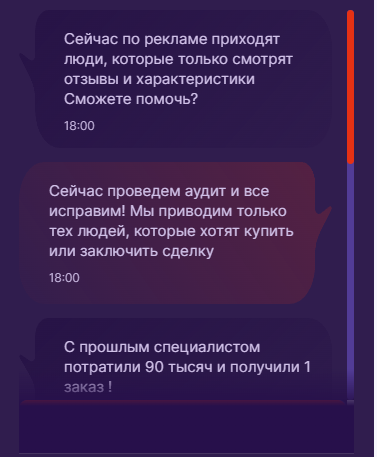 Сейчас по рекламе приходят
люди, которые только смотрят
отзывы и характеристики
Сможете помочь?
18:00
Сейчас проведем аудит и все
исправим! Мы приводим только
тех людей, которые хотят купить
или заключить сделку
18:00
С прошлым специалистом
потратили 90 тысяч и получили 1
заказ !